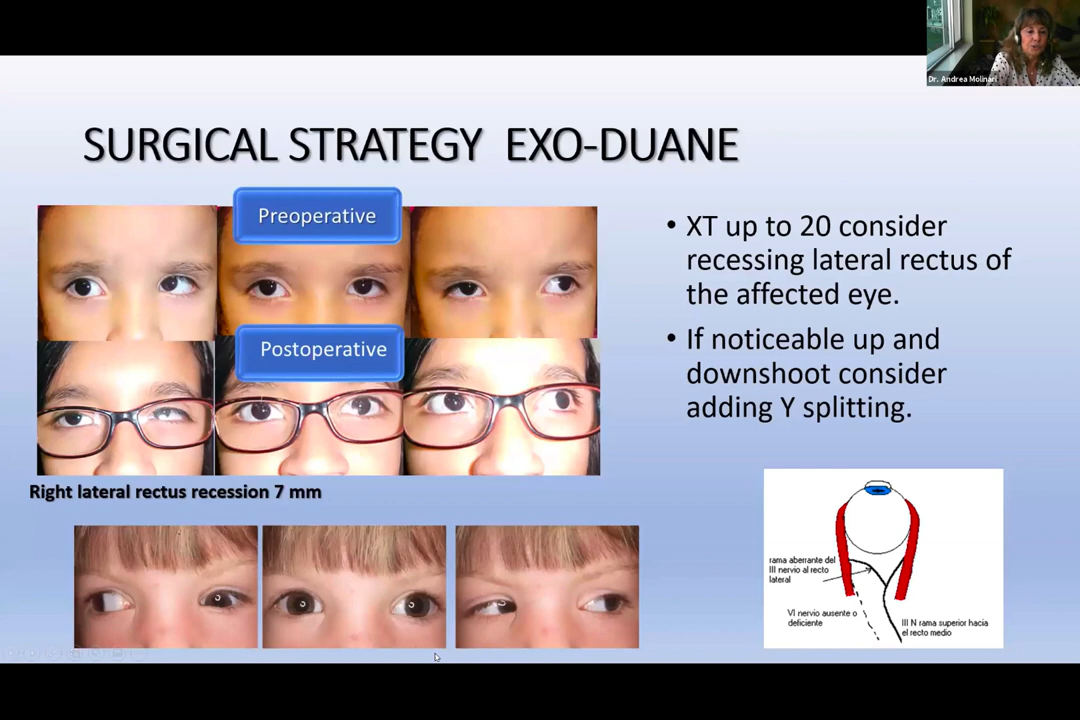 Dr. Andrea Molinari
SURGICAL STRATEGY EXO-DUANE
Preoperative
Postoperative
Right lateral rectus recession 7 mm
• XT up to 20 consider
recessing lateral rectus of
the affected eye.
• If noticeable up and
downshoot consider
adding Y splitting.
rama aberrante del
III nervio al recto
lateral
VI nervio ausente o
deficiente
III N rama superior hacia
el recto medio